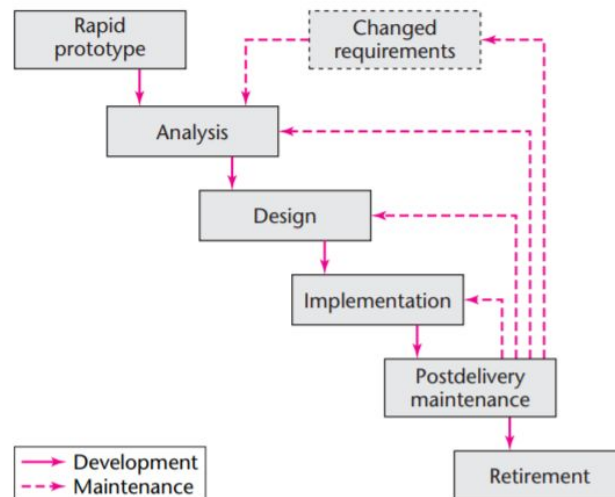 Rapid
prototype
Changed
requirements
Analysis
Design
Implementation
Postdelivery
maintenance
Development
Maintenance
Retirement